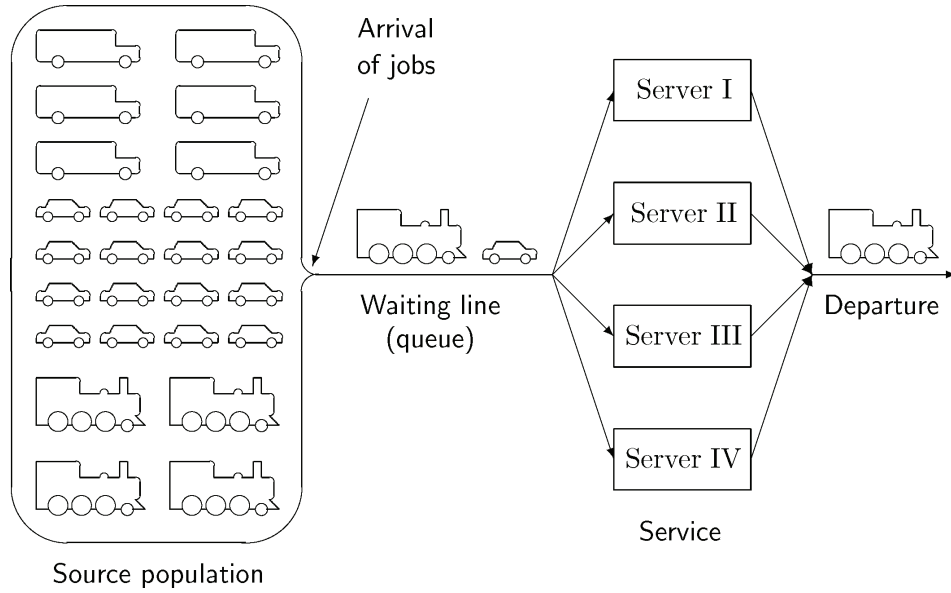 Arrival
of jobs
Server I
Server II
Waiting line
(queue)
Departure
Server III
Server IV
Service
Source population